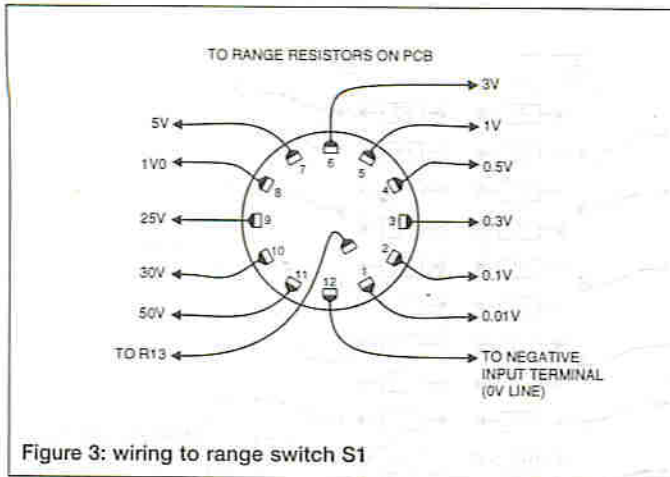 TO RANGE RESISTORS ON PCB
3V
5V
1V
1V0
0.5V
25V
0.3V
30V
0.1V
50V
0.01V
TO R13
TO NEGATIVE
INPUT TERMINAL
(0V LINE)
6
7
5
8
4
9
3
10
2
11
12
1
Figure 3: wiring to range switch S1